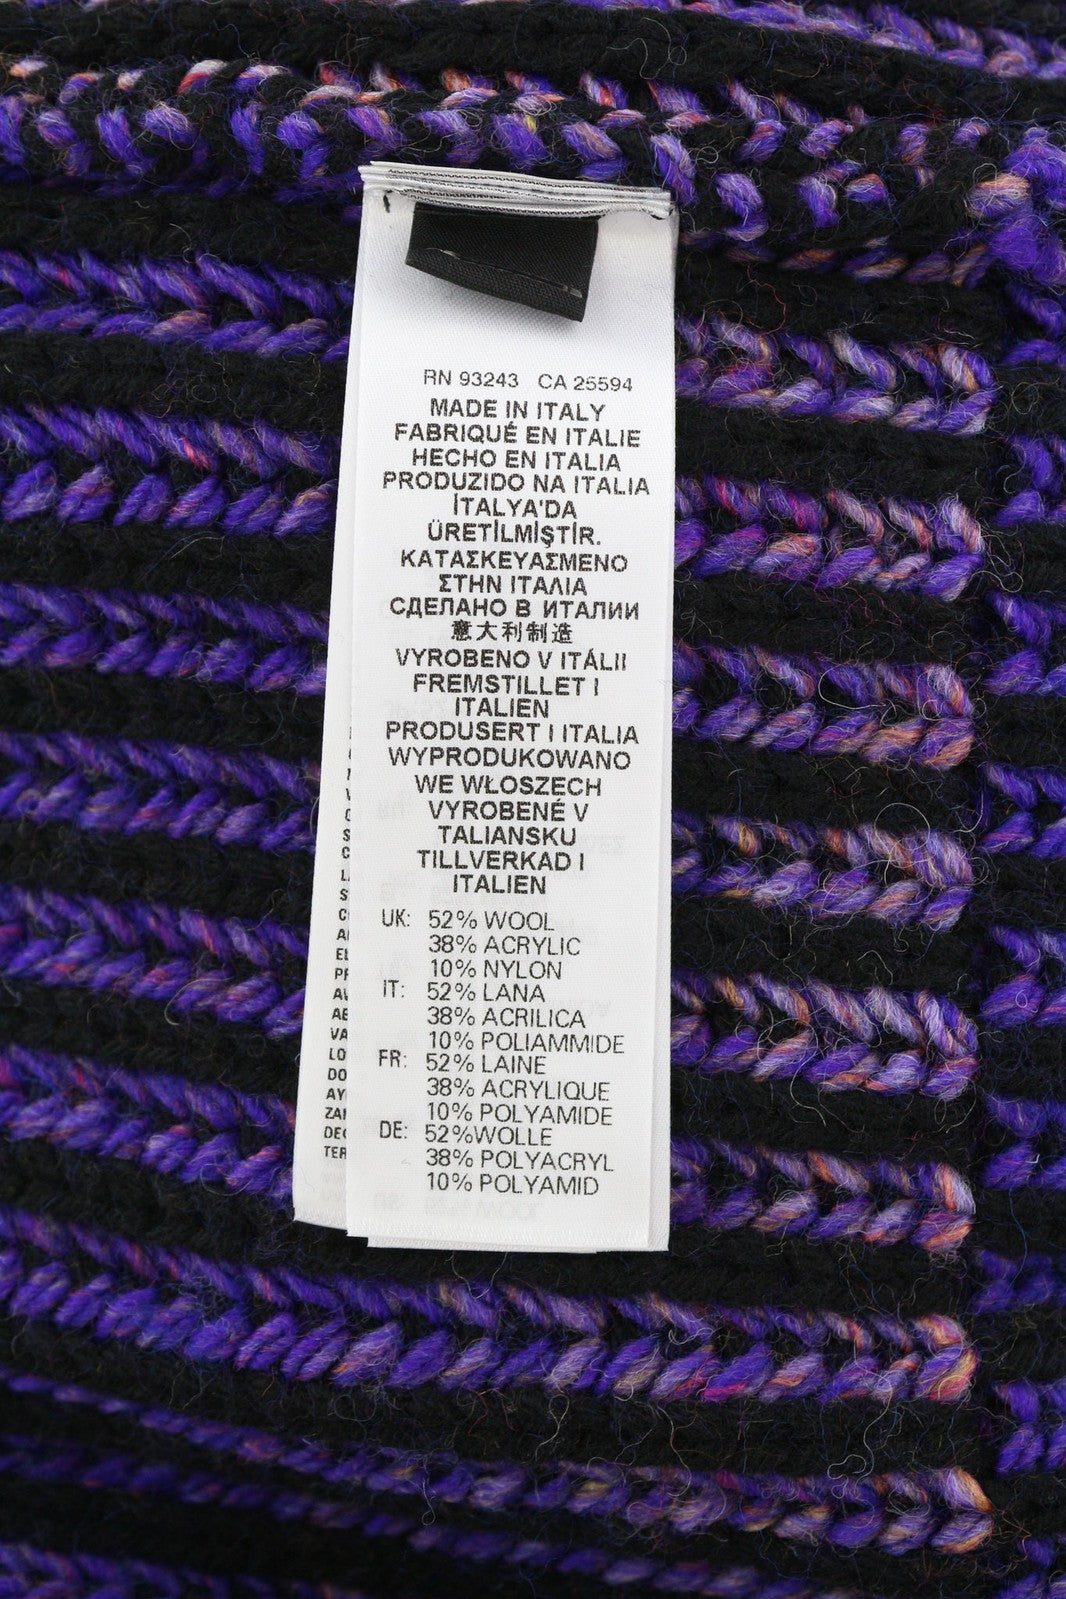 RN 93243 CA 25594
MADE IN ITALY
FABRIQUÉ EN ITALIE
HECHO EN ITALIA
PRODUZIDO NA ITALIA
İTALYA'DA
ÜRETİLMİŞTİR.
ΚΑΤΑΣΚΕΥΑΣΜΕΝΟ
ΣΤΗΝ ΙΤΑΛΙΑ
СДЕЛАНО В ИТАЛИИ
意大利制造
VYROBENO V ITÁLII
FREMSTILLET I
ITALIEN
PRODUSERT I ITALIA
WYPRODUKOWANO
WE WŁOSZECH
VYROBENÉ V
TALIANSKU
TILLVERKAD I
ITALIEN
UK: 52% WOOL
38% ACRYLIC
10% NYLON
IT: 52% LANA
38% ACRILICA
10% POLIAMMIDE
FR: 52% LAINE
38% ACRYLIQUE
10% POLYAMIDE
DE: 52%WOLLE
38% POLYACRYL
10% POLYAMID